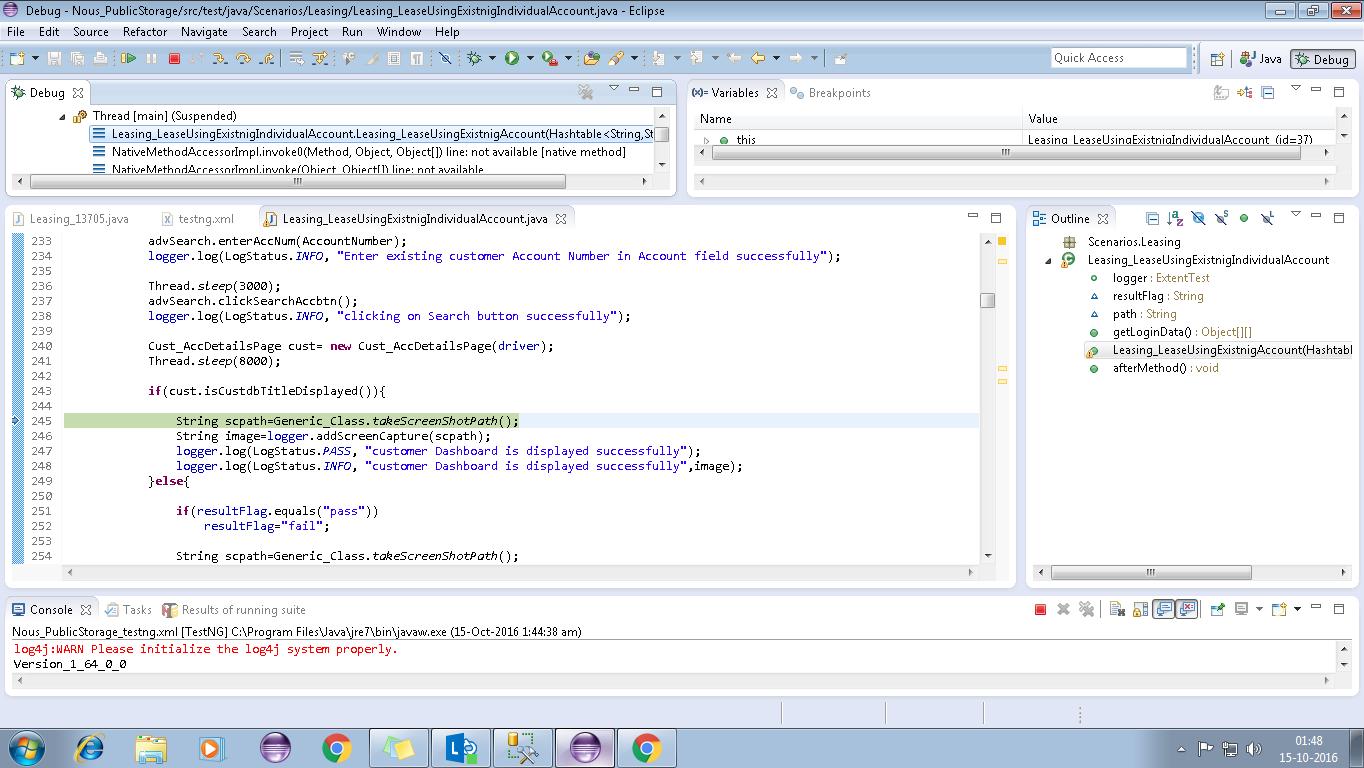 Debug - Nous_PublicStorage/src/test/java/Scenarios/Leasing/Leasing_LeaseUsingExistnigIndividualAccount.java - Eclipse
File Edit Source Refactor Navigate Search Project Run Window Help
Quick Access Java Debug
Debug
Thread [main] (Suspended)
Leasing_LeaseUsingExistnigIndividualAccount.Leasing_LeaseUsingExistnigAccount(Hashtable<String,St
NativeMethodAccessorImpl.invoke0(Method, Object, Object[]) line: not available [native method]
NativeMethodAccessorImpl.invoke(Object, Object[]) line: not available
(x)= Variables Breakpoints
Name Value
this Leasing_LeaseUsingExistnigIndividualAccount (id=37)
Leasing_13705.java testng.xml Leasing_LeaseUsingExistnigIndividualAccount.java
233 advSearch.enterAccNum(AccountNumber);
234 logger.log(LogStatus.INFO, "Enter existing customer Account Number in Account field successfully");
235
236 Thread.sleep(3000);
237 advSearch.clickSearchAccbtn();
238 logger.log(LogStatus.INFO, "clicking on Search button successfully");
239
240 Cust_AccDetailsPage cust= new Cust_AccDetailsPage(driver);
241 Thread.sleep(8000);
242
243 if(cust.isCustdbTitleDisplayed()){
244
245 String scpath=Generic_Class.takeScreenShotPath();
246 String image=logger.addScreenCapture(scpath);
247 logger.log(LogStatus.PASS, "customer Dashboard is displayed successfully");
248 logger.log(LogStatus.INFO, "customer Dashboard is displayed successfully",image);
249 }else{
250
251 if(resultFlag.equals("pass"))
252 resultFlag="fail";
253
254 String scpath=Generic_Class.takeScreenShotPath();
Outline
Scenarios.Leasing
Leasing_LeaseUsingExistnigIndividualAccount
logger : ExtentTest
resultFlag : String
path : String
getLoginData() : Object[][]
Leasing_LeaseUsingExistnigAccount(Hashtabl
afterMethod() : void
Console Tasks Results of running suite
Nous_PublicStorage_testng.xml [TestNG] C:\Program Files\Java\jre7\bin\javaw.exe (15-Oct-2016 1:44:38 am)
log4j:WARN Please initialize the log4j system properly.
Version_1_64_0_0
01:48
15-10-2016